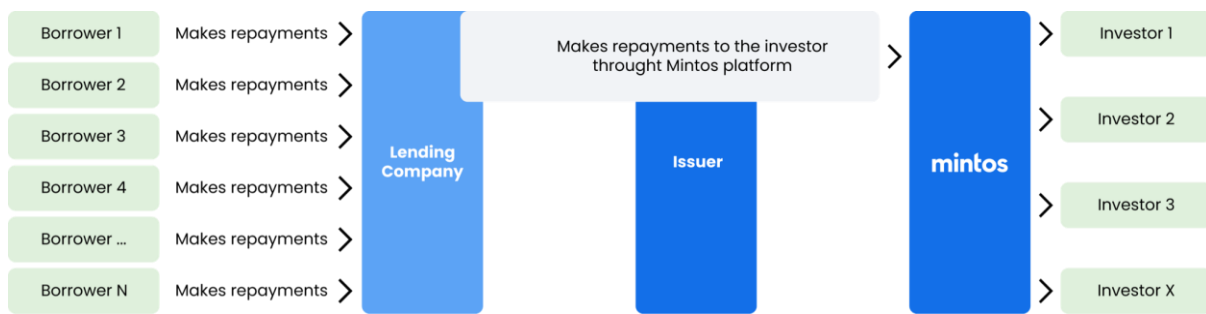 Borrower 1 Makes repayments
Borrower 2 Makes repayments
Borrower 3 Makes repayments
Borrower 4 Makes repayments
Borrower ... Makes repayments
Borrower N Makes repayments
Lending
Company
Makes repayments to the investor
throught Mintos platform
Issuer
mintos
Investor 1
Investor 2
Investor 3
Investor X